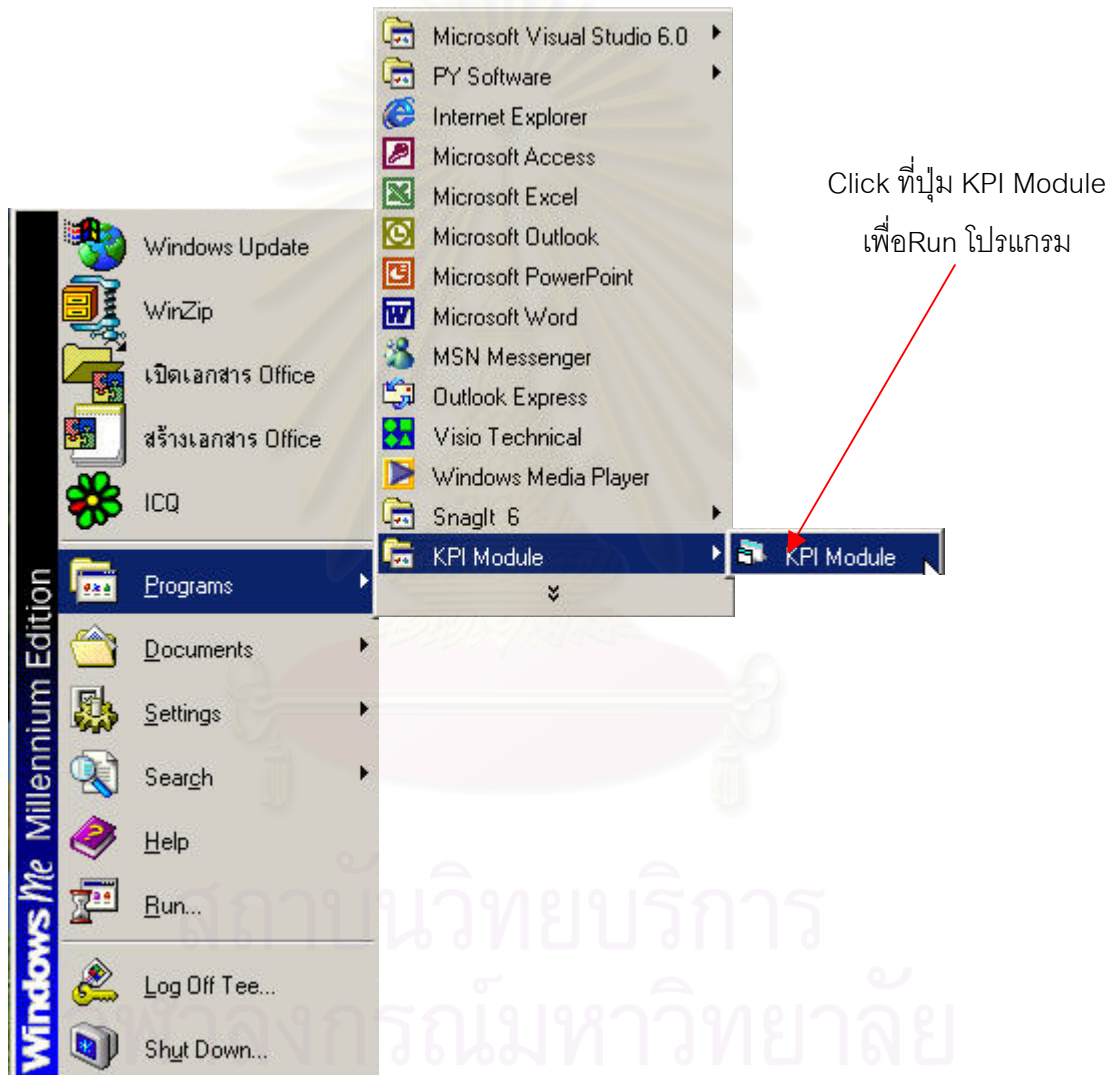 Microsoft Visual Studio 6.0
PY Software
Internet Explorer
Microsoft Access
Microsoft Excel
Microsoft Outlook
Microsoft PowerPoint
Microsoft Word
MSN Messenger
Outlook Express
Visio Technical
Windows Media Player
SnagIt 6
KPI Module
KPI Module
Click ที่ปุ่ม KPI Module
เพื่อRun โปรแกรม
Windows Update
WinZip
เปิดเอกสาร Office
สร้างเอกสาร Office
ICQ
Programs
Documents
Settings
Search
Help
Run...
Log Off Tee...
Shut Down...
Windows Me Millennium Edition
สถาบันวิทยบริการ
จุฬาลงกรณ์มหาวิทยาลัย